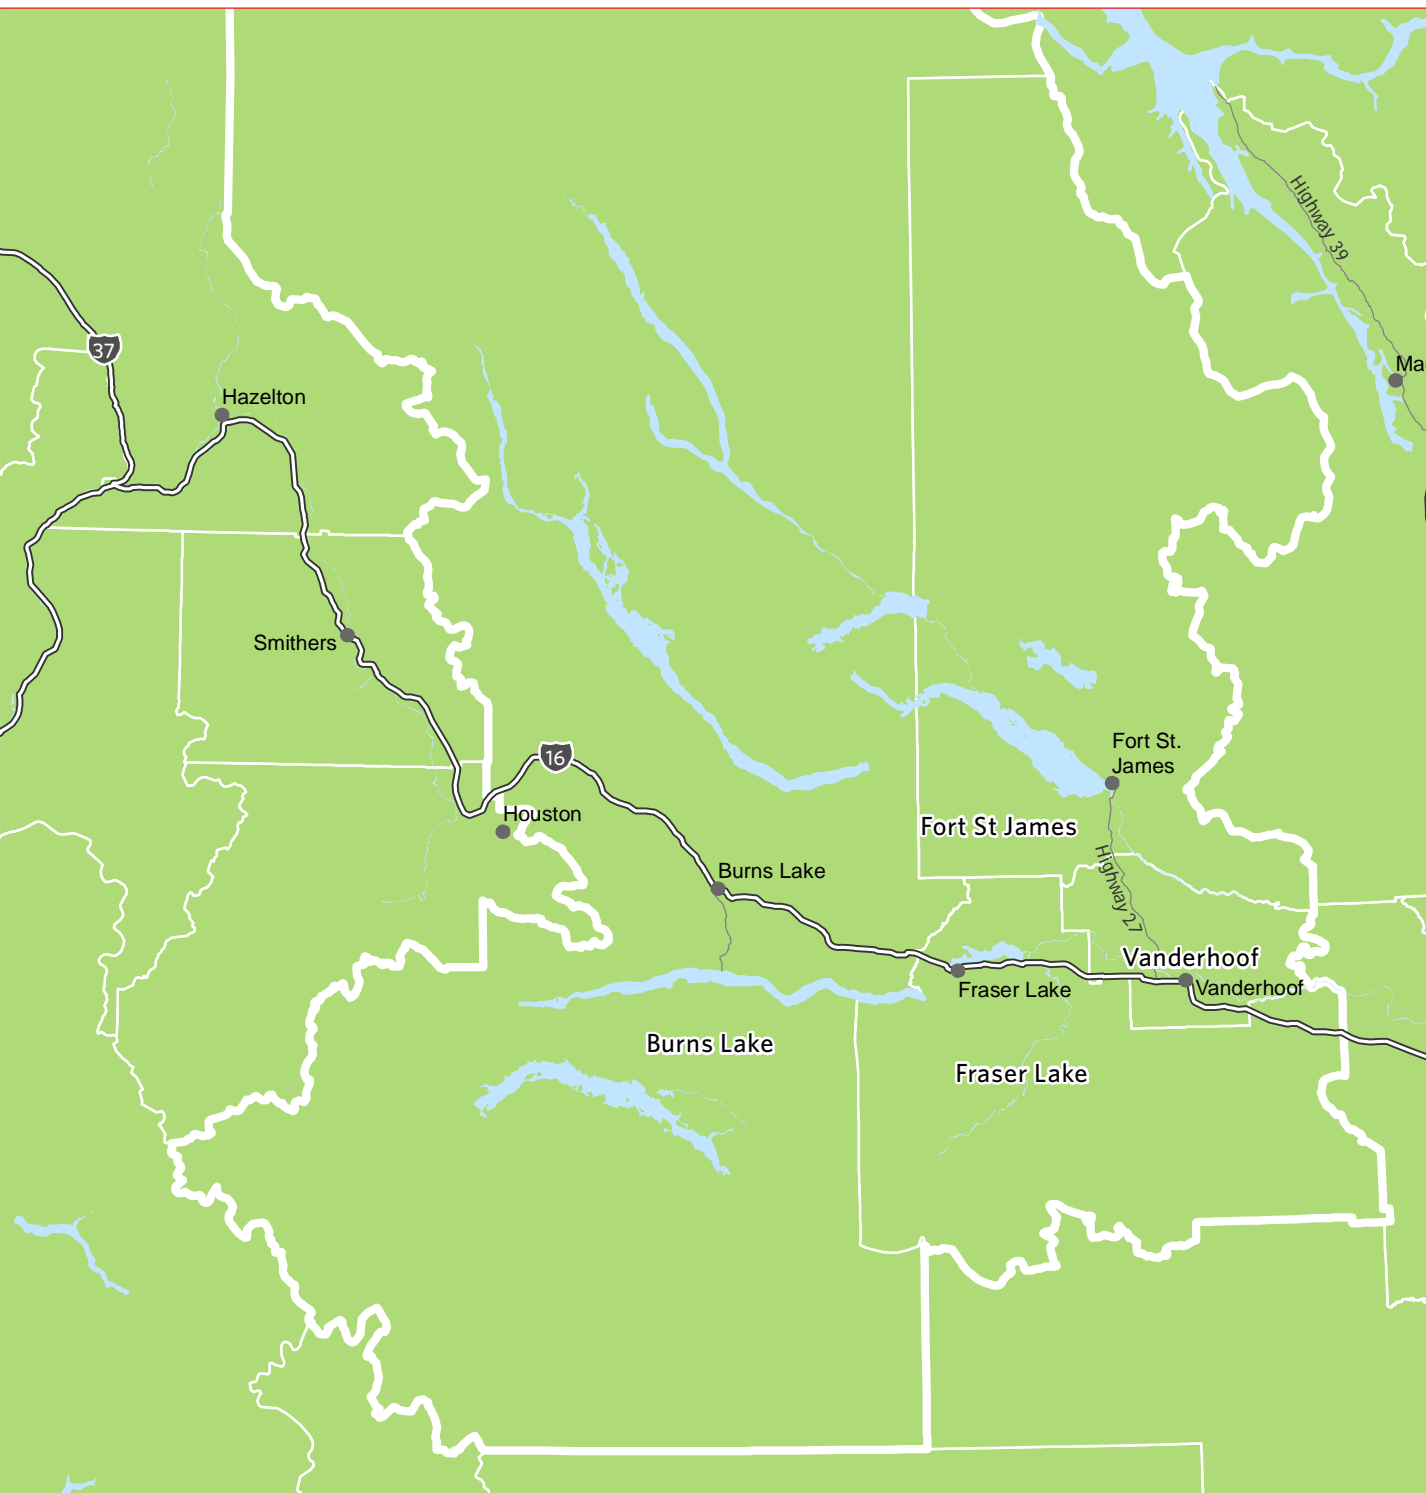 Highway 39
37
Ma
Hazelton
Smithers
Fort St.
James
16
Houston
Fort St James
Highway 27
Burns Lake
Vanderhoof
Fraser Lake
Vanderhoof
Burns Lake
Fraser Lake